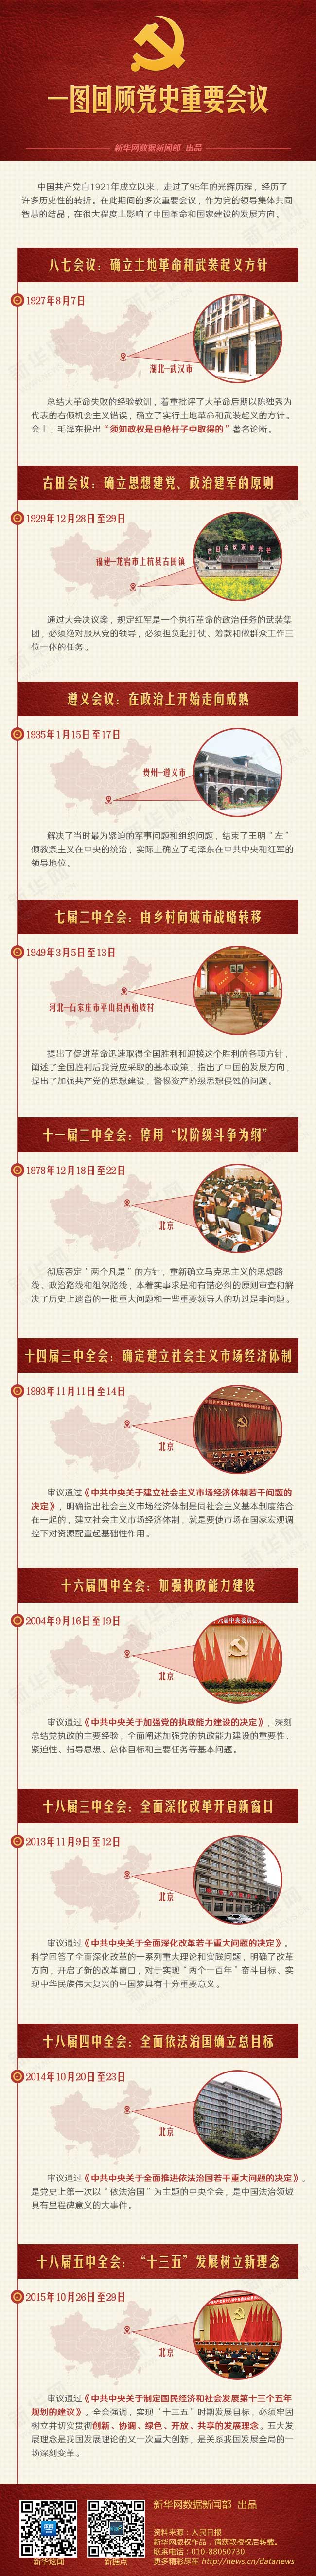 一图回顾党史重要会议
新华网数据新闻部 出品
中国共产党自1921年成立以来，走过了95年的光辉历程，经历了
许多历史性的转折。在此期间的多次重要会议，作为党的领导集体共同
智慧的结晶，在很大程度上影响了中国革命和国家建设的发展方向。
八七会议：确立土地革命和武装起义方针
1927年8月7日
湖北—武汉市
总结大革命失败的经验教训，着重批评了大革命后期以陈独秀为
代表的右倾机会主义错误，确立了实行土地革命和武装起义的方针。
会上，毛泽东提出“须知政权是由枪杆子中取得的”著名论断。
古田会议：确立思想建党、政治建军的原则
1929年12月28日至29日
福建—龙岩市上杭县古田镇
通过大会决议案，规定红军是一个执行革命的政治任务的武装集
团，必须绝对服从党的领导，必须担负起打仗、筹款和做群众工作三
位一体的任务。
遵义会议：在政治上开始走向成熟
1935年1月15日至17日
贵州—遵义市
解决了当时最为紧迫的军事问题和组织问题，结束了王明“左”
倾教条主义在中央的统治，实际上确立了毛泽东在中共中央和红军的
领导地位。
七届二中全会：由乡村向城市战略转移
1949年3月5日至13日
河北—石家庄市平山县西柏坡村
提出了促进革命迅速取得全国胜利和迎接这个胜利的各项方针，
阐述了全国胜利后我党应采取的基本政策，指出了中国的发展方向，
提出了加强共产党的思想建设，警惕资产阶级思想侵蚀的问题。
十一届三中全会：停用“以阶级斗争为纲”
1978年12月18日至22日
北京
彻底否定“两个凡是”的方针，重新确立马克思主义的思想路
线、政治路线和组织路线，本着实事求是和有错必纠的原则审查和解
决了历史上遗留的一批重大问题和一些重要领导人的功过是非问题。
十四届三中全会：确定建立社会主义市场经济体制
1993年11月11日至14日
北京
审议通过《中共中央关于建立社会主义市场经济体制若干问题的
决定》，明确指出社会主义市场经济体制是同社会主义基本制度结合
在一起的，建立社会主义市场经济体制，就是要使市场在国家宏观调
控下对资源配置起基础性作用。
十六届四中全会：加强执政能力建设
2004年9月16日至19日
北京
审议通过《中共中央关于加强党的执政能力建设的决定》，深刻
总结党执政的主要经验，全面阐述加强党的执政能力建设的重要性、
紧迫性、指导思想、总体目标和主要任务等基本问题。
十八届三中全会：全面深化改革开启新窗口
2013年11月9日至12日
北京
审议通过《中共中央关于全面深化改革若干重大问题的决定》。
科学回答了全面深化改革的一系列重大理论和实践问题，明确了改革
方向，开启了新的改革窗口，对于实现“两个一百年”奋斗目标、实
现中华民族伟大复兴的中国梦具有十分重要意义。
十八届四中全会：全面依法治国确立总目标
2014年10月20日至23日
北京
审议通过《中共中央关于全面推进依法治国若干重大问题的决定》，
是党史上第一次以“依法治国”为主题的中央全会，是中国法治领域
具有里程碑意义的大事件。
十八届五中全会：“十三五”发展树立新理念
2015年10月26日至29日
北京
审议通过《中共中央关于制定国民经济和社会发展第十三个五年
规划的建议》。全会强调，实现“十三五”时期发展目标，必须牢固
树立并切实贯彻创新、协调、绿色、开放、共享的发展理念。五大发
展理念是我国发展理论的又一次重大创新，是关系我国发展全局的一
场深刻变革。
新华网数据新闻部 出品
资料来源：人民日报
新华网版权作品，请获取授权后转载。
联系电话：010-88050730
更多精彩尽在 http://news.cn/datanews
新华炫闻
新据点